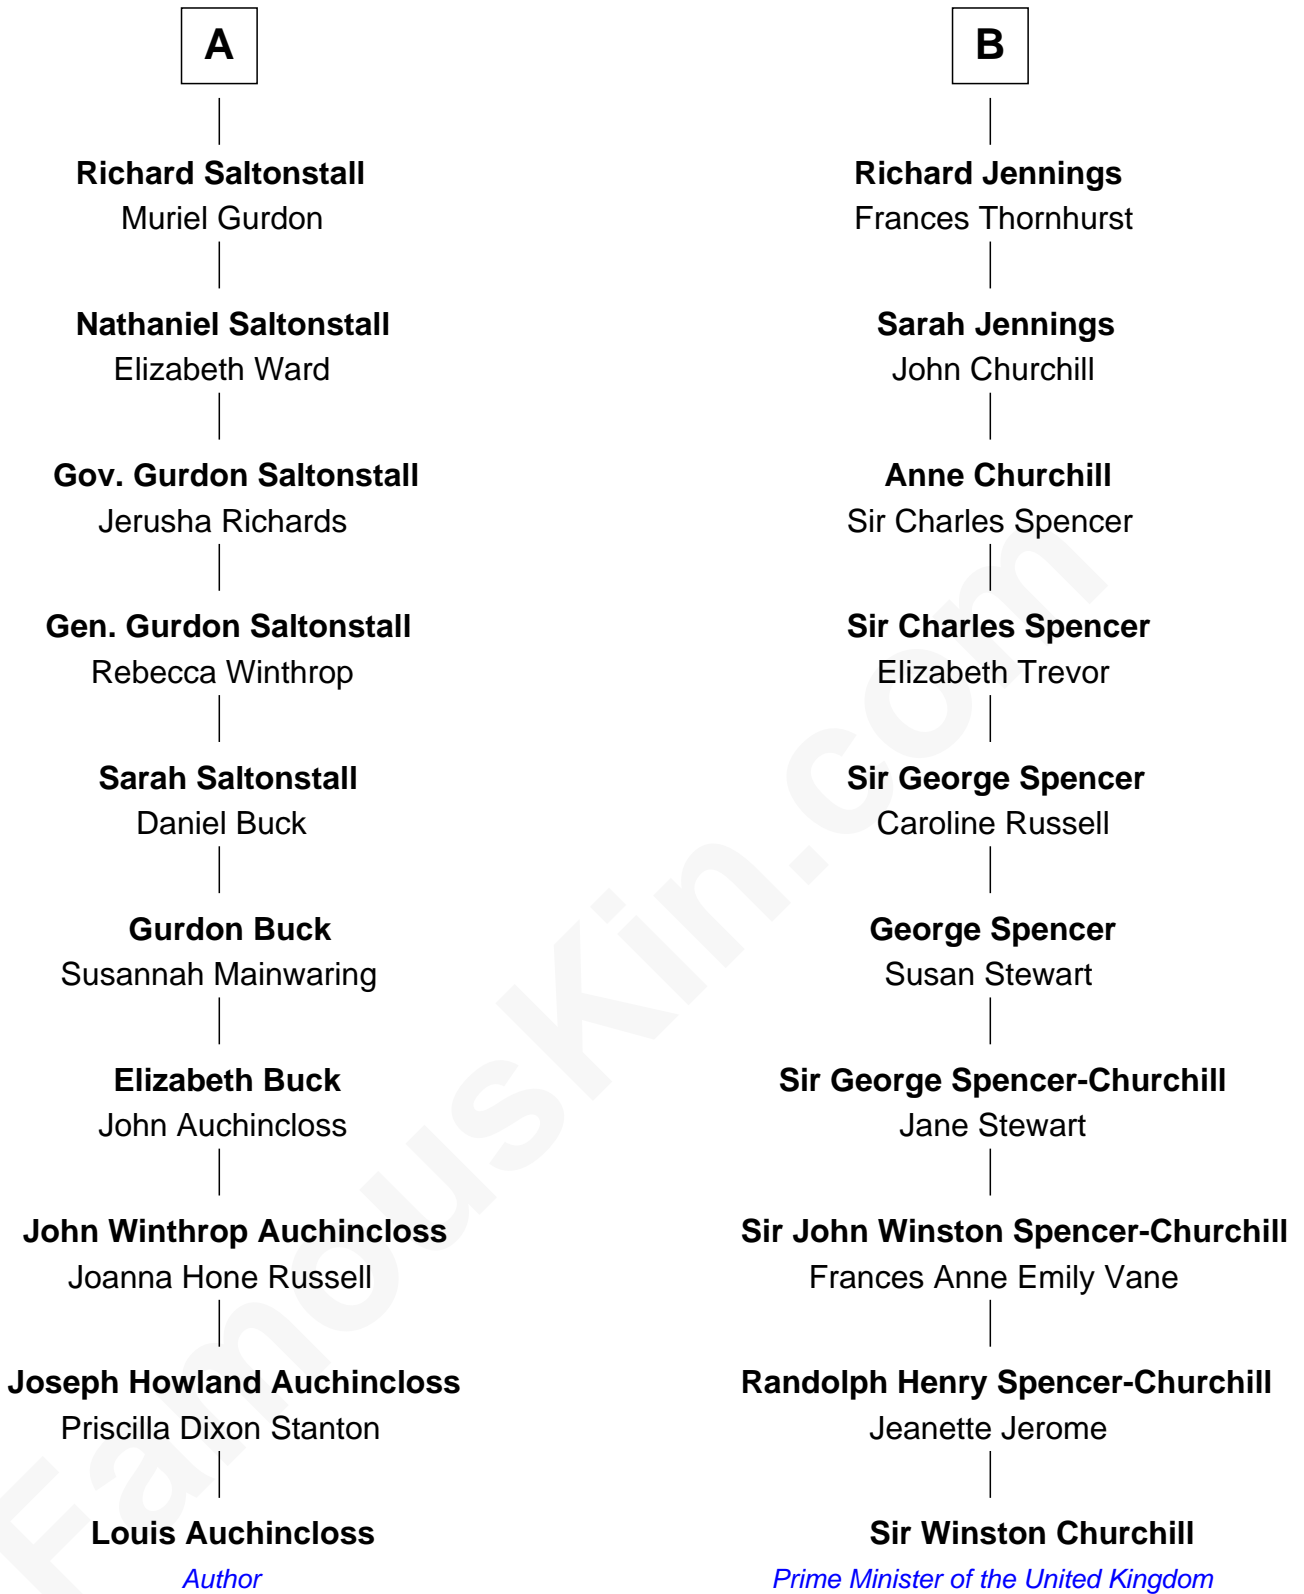 A
Richard Saltonstall
Muriel Gurdon
Nathaniel Saltonstall
Elizabeth Ward
Gov. Gurdon Saltonstall
Jerusha Richards
Gen. Gurdon Saltonstall
Rebecca Winthrop
Sarah Saltonstall
Daniel Buck
Gurdon Buck
Susannah Mainwaring
Elizabeth Buck
John Auchincloss
John Winthrop Auchincloss
Joanna Hone Russell
Joseph Howland Auchincloss
Priscilla Dixon Stanton
Louis Auchincloss
Author
B
Richard Jennings
Frances Thornhurst
Sarah Jennings
John Churchill
Anne Churchill
Sir Charles Spencer
Sir Charles Spencer
Elizabeth Trevor
Sir George Spencer
Caroline Russell
George Spencer
Susan Stewart
Sir George Spencer-Churchill
Jane Stewart
Sir John Winston Spencer-Churchill
Frances Anne Emily Vane
Randolph Henry Spencer-Churchill
Jeanette Jerome
Sir Winston Churchill
Prime Minister of the United Kingdom
FamousKin.com